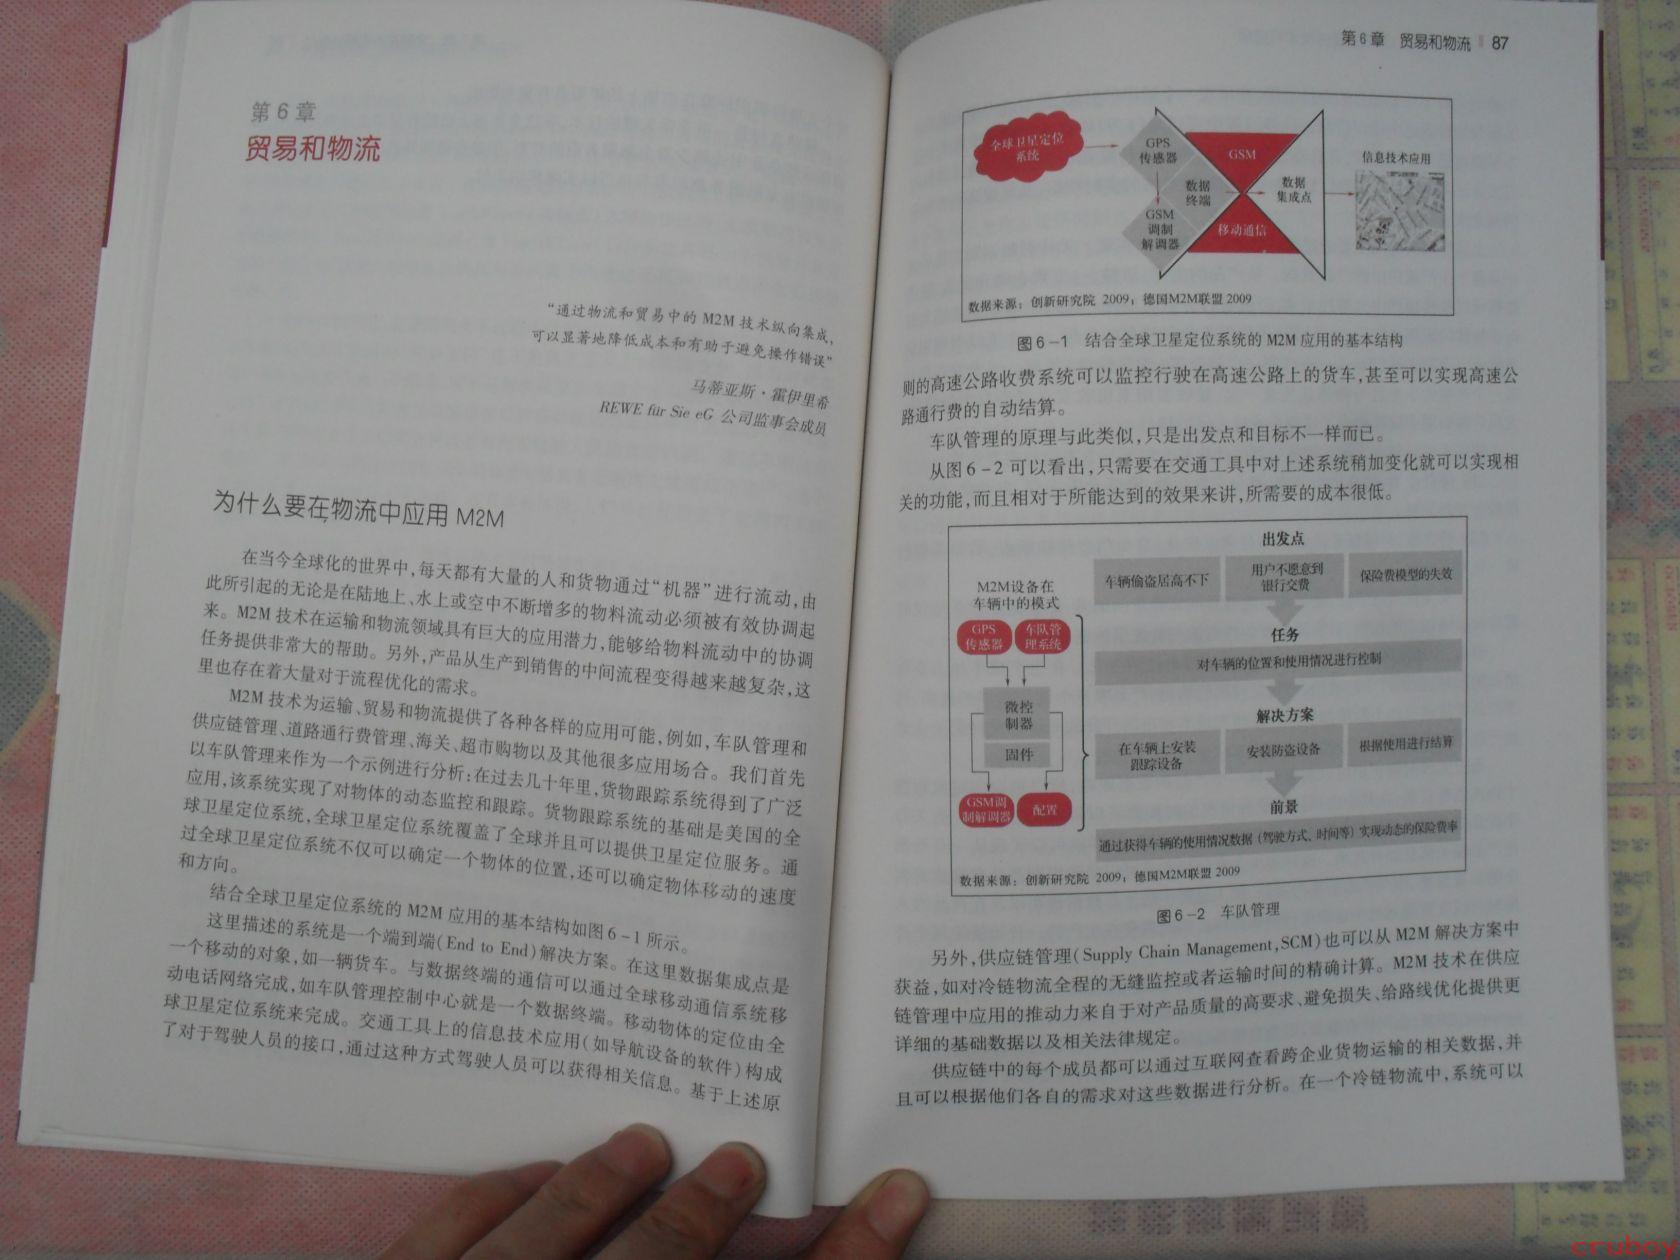 第 6 章
贸易和物流
“通过物流和贸易中的 M2M 技术纵向集成，
可以显著地降低成本和有助于避免操作错误”
马蒂亚斯·霍伊里希
REWE für Sie eG 公司监事会成员
为什么要在物流中应用 M2M
在当今全球化的世界中，每天都有大量的人和货物通过“机器”进行流动，由
此所引起的无论是在陆地上、水上或空中不断增多的物料流动必须被有效协调起
来。M2M 技术在运输和物流领域具有巨大的应用潜力，能够给物料流动中的协调
任务提供非常大的帮助。另外，产品从生产到销售的中间流程变得越来越复杂，这
里也存在着大量对于流程优化的需求。
M2M 技术为运输、贸易和物流提供了各种各样的应用可能，例如，车队管理和
供应链管理、道路通行费管理、海关、超市购物以及其他很多应用场合。我们首先
以车队管理来作为一个示例进行分析：在过去几十年里，货物跟踪系统得到了广泛
应用，该系统实现了对物体的动态监控和跟踪。货物跟踪系统的基础是美国的全
球卫星定位系统，全球卫星定位系统覆盖了全球并且可以提供卫星定位服务。通
过全球卫星定位系统不仅可以确定一个物体的位置，还可以确定物体移动的速度
和方向。
结合全球卫星定位系统的 M2M 应用的基本结构如图 6－1 所示。
这里描述的系统是一个端到端(End to End)解决方案。在这里数据集成点是
一个移动的对象，如一辆货车。与数据终端的通信可以通过全球移动通信系统移
动电话网络完成，如车队管理控制中心就是一个数据终端。移动物体的定位由全
球卫星定位系统来完成。交通工具上的信息技术应用(如导航设备的软件)构成
了对于驾驶人员的接口，通过这种方式驾驶人员可以获得相关信息。基于上述原
第 6 章 贸易和物流 87
全球卫星定位
系统
GPS
传感器
数据
终端
GSM
调制
解调器
GSM
移动通信
数据
集成点
信息技术应用
数据来源：创新研究院 2009；德国M2M联盟 2009
图 6－1 结合全球卫星定位系统的 M2M 应用的基本结构
则的高速公路收费系统可以监控行驶在高速公路上的货车，甚至可以实现高速公
路通行费的自动结算。
车队管理的原理与此类似，只是出发点和目标不一样而已。
从图 6－2 可以看出，只需要在交通工具中对上述系统稍加变化就可以实现相
关的功能，而且相对于所能达到的效果来讲，所需要的成本很低。
M2M设备在
车辆中的模式
GPS
传感器
车队管
理系统
微控
制器
固件
GSM调
制解调器
配置
出发点
车辆偷盗居高不下
用户不愿意到
银行交费
保险费模型的失效
任务
对车辆的位置和使用情况进行控制
解决方案
在车辆上安装
跟踪设备
安装防盗设备
根据使用进行结算
前景
通过获得车辆的使用情况数据（驾驶方式、时间等）实现动态的保险费率
数据来源：创新研究院 2009；德国M2M联盟 2009
图 6－2 车队管理
另外，供应链管理(Supply Chain Management,SCM)也可以从 M2M 解决方案中
获益，如对冷链物流全程的无缝监控或者运输时间的精确计算。M2M 技术在供应
链管理中应用的推动力来自于对产品质量的高要求、避免损失、给路线优化提供更
详细的基础数据以及相关法律规定。
供应链中的每个成员都可以通过互联网查看跨企业货物运输的相关数据，并
且可以根据他们各自的需求对这些数据进行分析。在一个冷链物流中，系统可以
cruboy